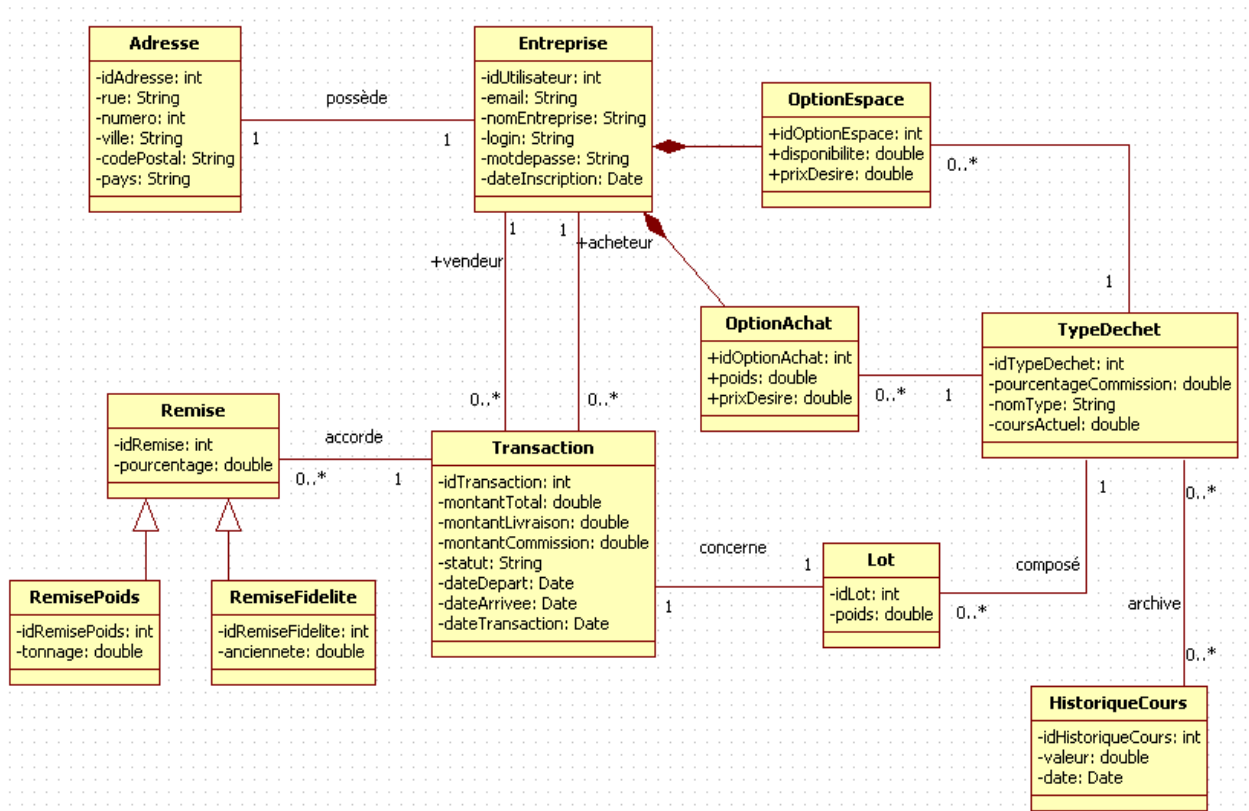 Adresse
-idAdresse: int
-rue: String
-numero: int
-ville: String
-codePostal: String
-pays: String
possède
1
1
Entreprise
-idUtilisateur: int
-email: String
-nomEntreprise: String
-login: String
-motdepasse: String
-dateInscription: Date
OptionEspace
+idOptionEspace: int
+disponibilite: double
+prixDesire: double
0..*
1
1
1
+vendeur
+acheteur
0..*
0..*
OptionAchat
+idOptionAchat: int
+poids: double
+prixDesire: double
0..*
1
TypeDechet
-idTypeDechet: int
-pourcentageCommission: double
-nomType: String
-coursActuel: double
Remise
-idRemise: int
-pourcentage: double
accorde
0..*
1
Transaction
-idTransaction: int
-montantTotal: double
-montantLivraison: double
-montantCommission: double
-statut: String
-dateDepart: Date
-dateArrivee: Date
-dateTransaction: Date
RemisePoids
-idRemisePoids: int
-tonnage: double
RemiseFidelite
-idRemiseFidelite: int
-anciennete: double
concerne
1
1
Lot
-idLot: int
-poids: double
composé
1
0..*
0..*
archive
0..*
HistoriqueCours
-idHistoriqueCours: int
-valeur: double
-date: Date